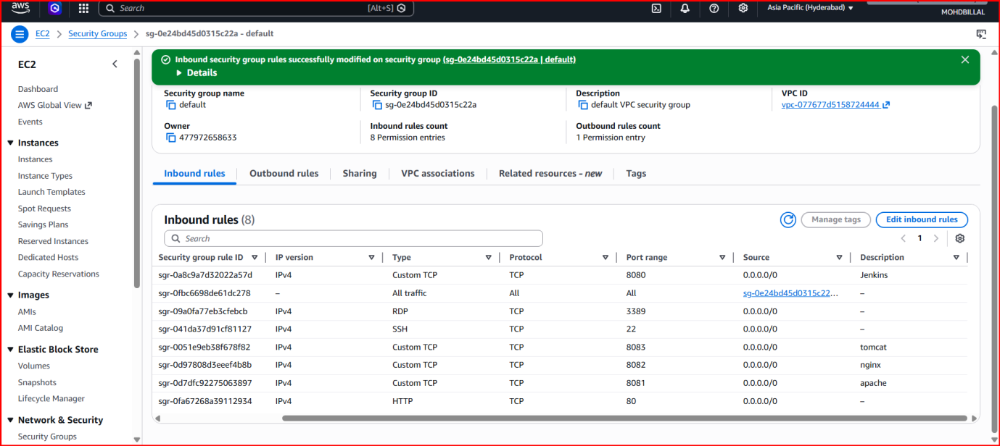 aws
Search [Alt+S]
Asia Pacific (Hyderabad)
MOHDBILLAL
EC2 > Security Groups > sg-0e24bd45d0315c22a - default
EC2
Dashboard
AWS Global View
Events
Instances
Instances
Instance Types
Launch Templates
Spot Requests
Savings Plans
Reserved Instances
Dedicated Hosts
Capacity Reservations
Images
AMIs
AMI Catalog
Elastic Block Store
Volumes
Snapshots
Lifecycle Manager
Network & Security
Security Groups
Inbound security group rules successfully modified on security group (sg-0e24bd45d0315c22a | default)
Details
Security group name
default
Security group ID
sg-0e24bd45d0315c22a
Description
default VPC security group
VPC ID
vpc-077677d5158724444
Owner
477972658633
Inbound rules count
8 Permission entries
Outbound rules count
1 Permission entry
Inbound rules Outbound rules Sharing VPC associations Related resources - new Tags
Inbound rules (8)
Manage tags Edit inbound rules
Search
1
Security group rule ID IP version Type Protocol Port range Source Description
sgr-0a8c9a7d32022a57d IPv4 Custom TCP TCP 8080 0.0.0.0/0 Jenkins
sgr-0fbc6698de61dc278 – All traffic All All sg-0e24bd45d0315c22... –
sgr-09a0fa77eb3cfebcb IPv4 RDP TCP 3389 0.0.0.0/0 –
sgr-041da37d91cf81127 IPv4 SSH TCP 22 0.0.0.0/0 –
sgr-0051e9eb38f678f82 IPv4 Custom TCP TCP 8083 0.0.0.0/0 tomcat
sgr-0d97808d3eeef4b8b IPv4 Custom TCP TCP 8082 0.0.0.0/0 nginx
sgr-0d7dfc92275063897 IPv4 Custom TCP TCP 8081 0.0.0.0/0 apache
sgr-0fa67268a39112934 IPv4 HTTP TCP 80 0.0.0.0/0 –